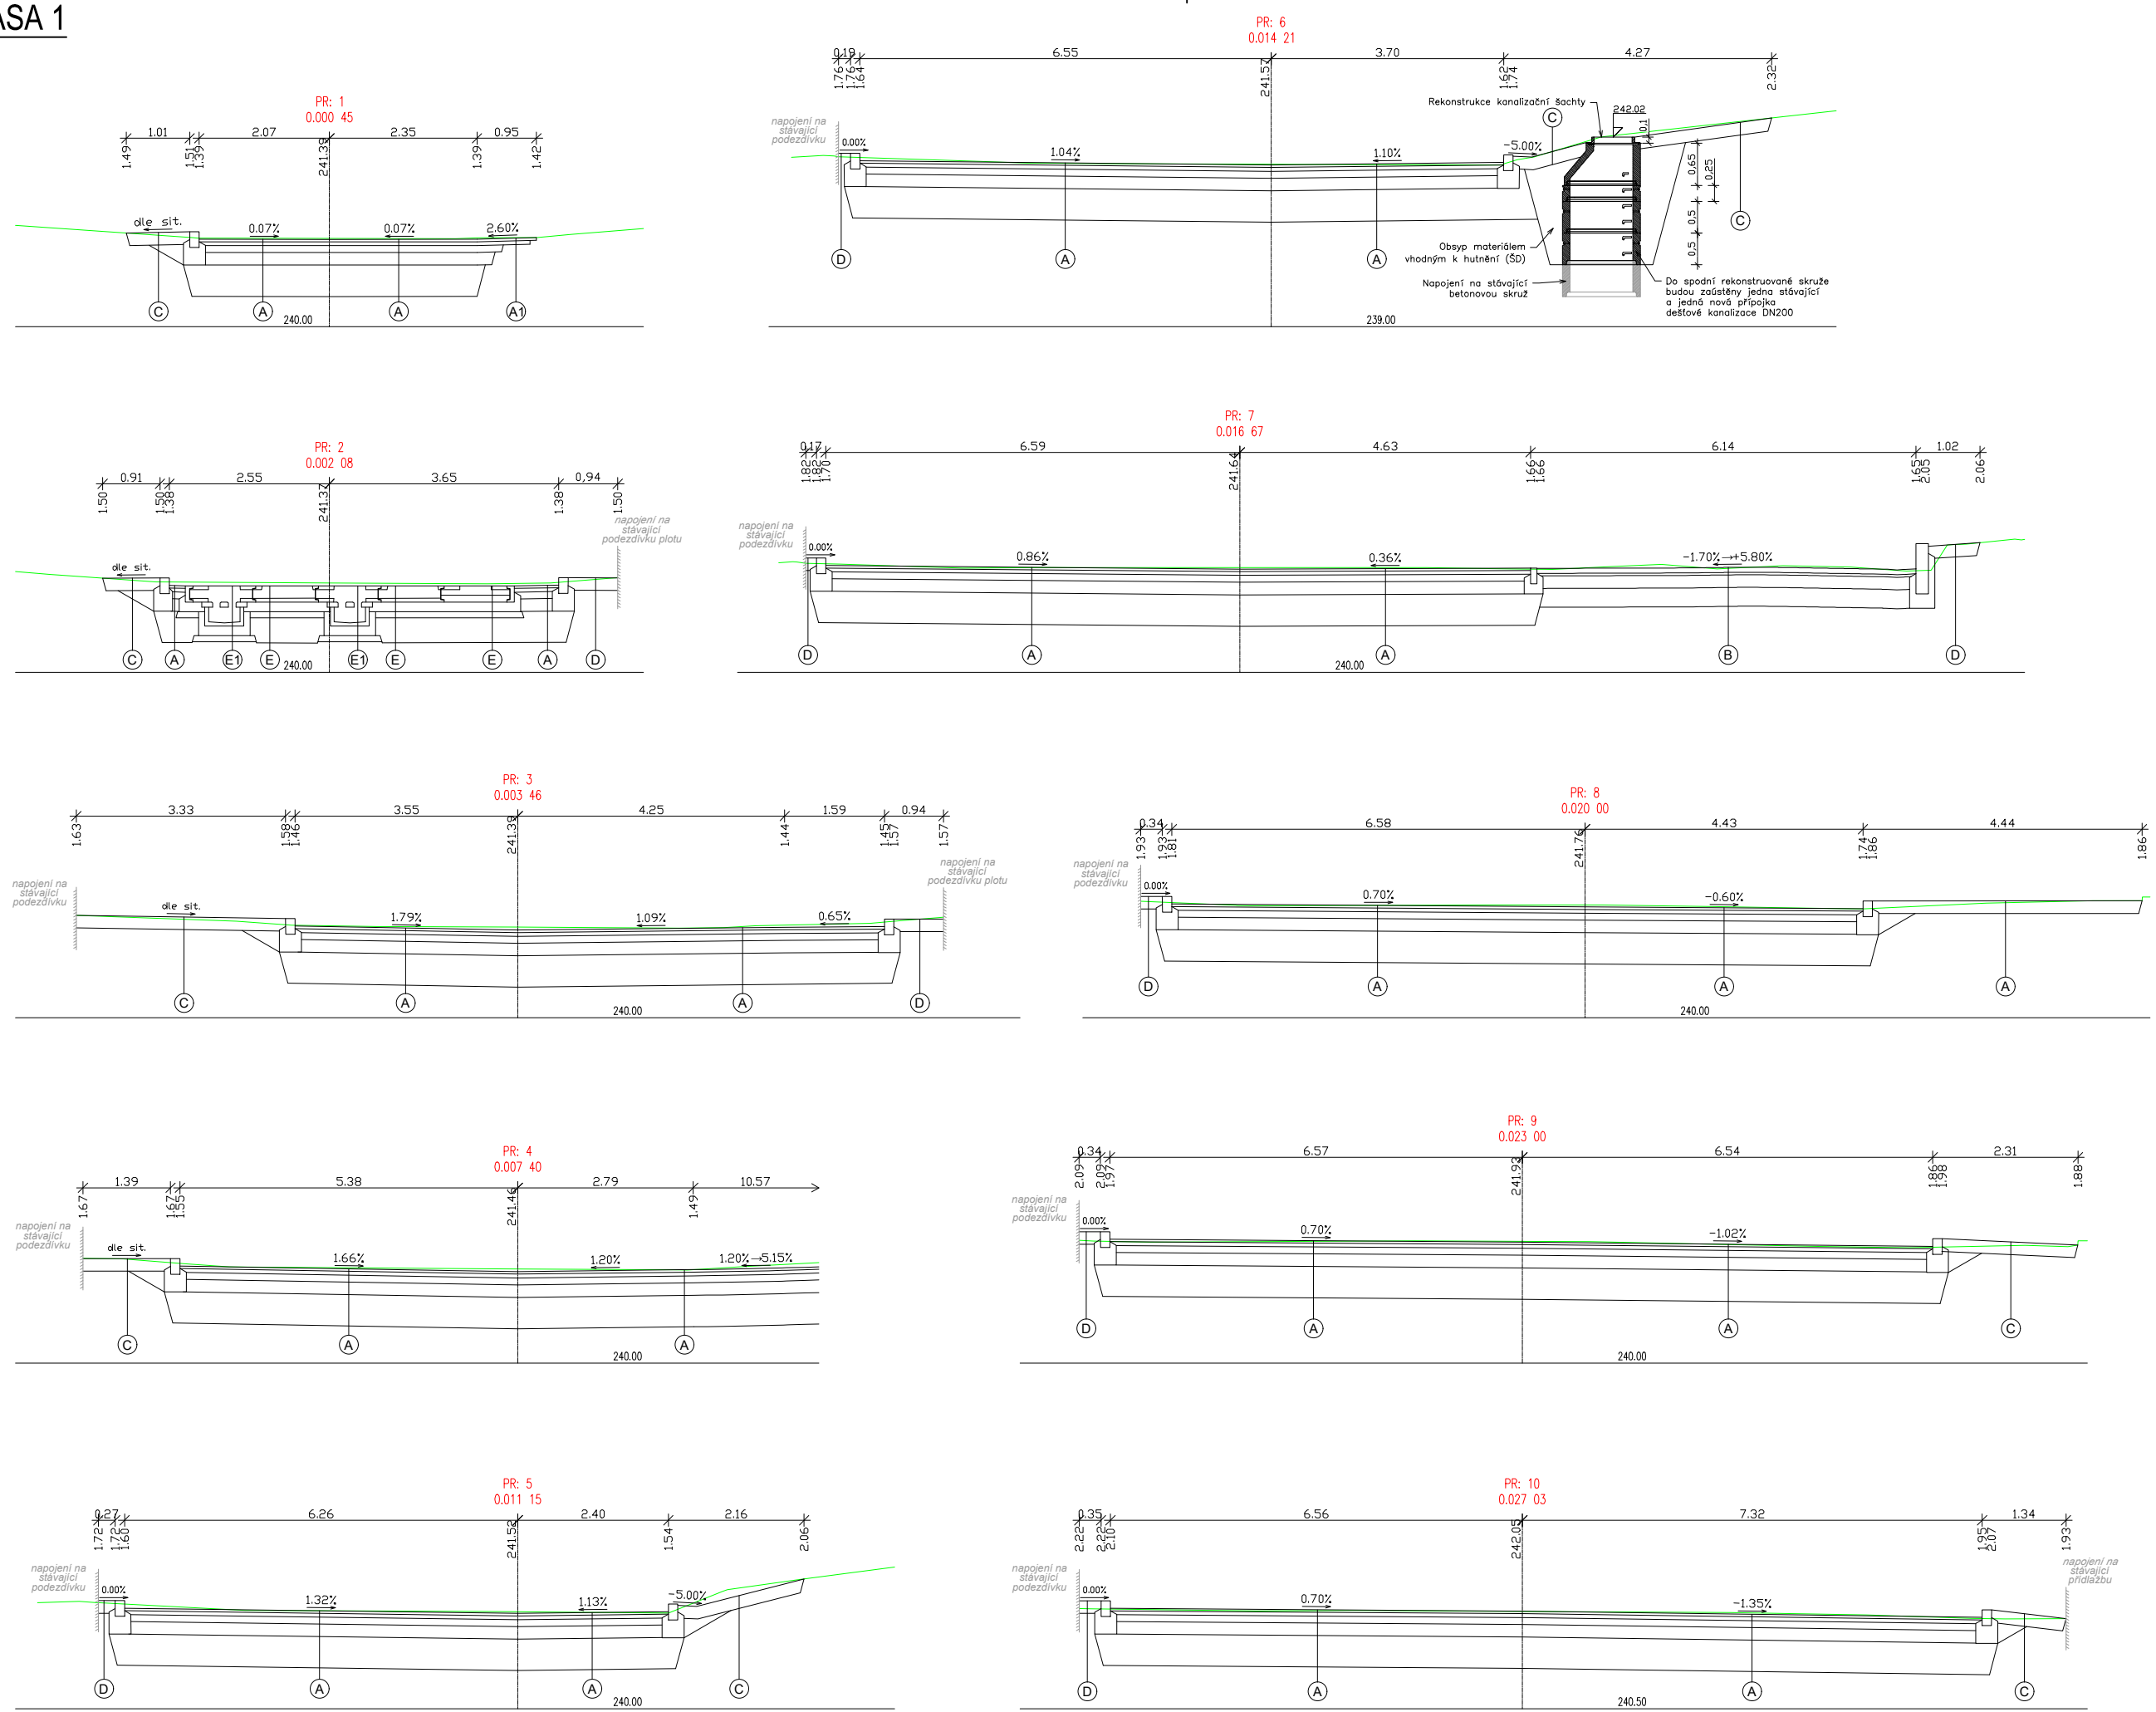 ASA 1
PR: 1
0.000 45
1.01 2.07 2.35 0.95
1.49 1.51 1.39 241.39 1.39 1.42
dle sit. 0.07% 0.07% 2.60%
C A A A1
240.00
PR: 2
0.002 08
0.91 2.55 3.65 0,94
1.50 1.50 1.38 241.37 1.38 1.50
napojení na
stávající
podezdívku plotu
dle sit.
C A E1 E E1 E E A D
240.00
PR: 3
0.003 46
3.33 3.55 4.25 1.59 0.94
1.63 1.58 1.46 241.39 1.44 1.45 1.57 1.57
napojení na
stávající
podezdívku
napojení na
stávající
podezdívku plotu
dle sit. 1.79% 1.09% 0.65%
C A A D
240.00
PR: 4
0.007 40
1.39 5.38 2.79 10.57
1.67 1.67 1.55 241.46 1.49
napojení na
stávající
podezdívku
dle sit. 1.66% 1.20% 1.20%→5.15%
C A A
240.00
PR: 5
0.011 15
0.27 6.26 2.40 2.16
1.72 1.72 1.60 241.52 1.54 2.06
napojení na
stávající
podezdívku
0.00% 1.32% 1.13% -5.00%
D A A C
240.00
PR: 6
0.014 21
0.19 6.55 3.70 4.27
1.76 1.76 1.64 241.57 1.62 1.74 2.32
napojení na
stávající
podezdívku
0.00% 1.04% 1.10% -5.00%
Rekonstrukce kanalizační šachty
242.02
0,1
0,65
0,25
0,5
0,5
Obsyp materiálem
vhodným k hutnění (ŠD)
Napojení na stávající
betonovou skruž
Do spodní rekonstruované skruže
budou zaústěny jedna stávající
a jedná nová přípojka
dešťové kanalizace DN200
D A A C C
239.00
PR: 7
0.016 67
0.17 6.59 4.63 6.14 1.02
1.82 1.82 1.70 241.64 1.66 1.66 1.65 2.05 2.06
napojení na
stávající
podezdívku
0.00% 0.86% 0.36% -1.70%→+5.80%
D A A B D
240.00
PR: 8
0.020 00
0.34 6.58 4.43 4.44
1.93 1.93 1.81 241.76 1.74 1.86 1.86
napojení na
stávající
podezdívku
0.00% 0.70% -0.60%
D A A A
240.00
PR: 9
0.023 00
0.34 6.57 6.54 2.31
2.09 2.09 1.97 241.93 1.86 1.98 1.88
napojení na
stávající
podezdívku
0.00% 0.70% -1.02%
D A A C
240.00
PR: 10
0.027 03
0.35 6.56 7.32 1.34
2.22 2.22 2.10 242.05 1.95 2.07 1.93
napojení na
stávající
podezdívku
napojení na
stávající
přídlažbu
0.00% 0.70% -1.35%
D A A C
240.50